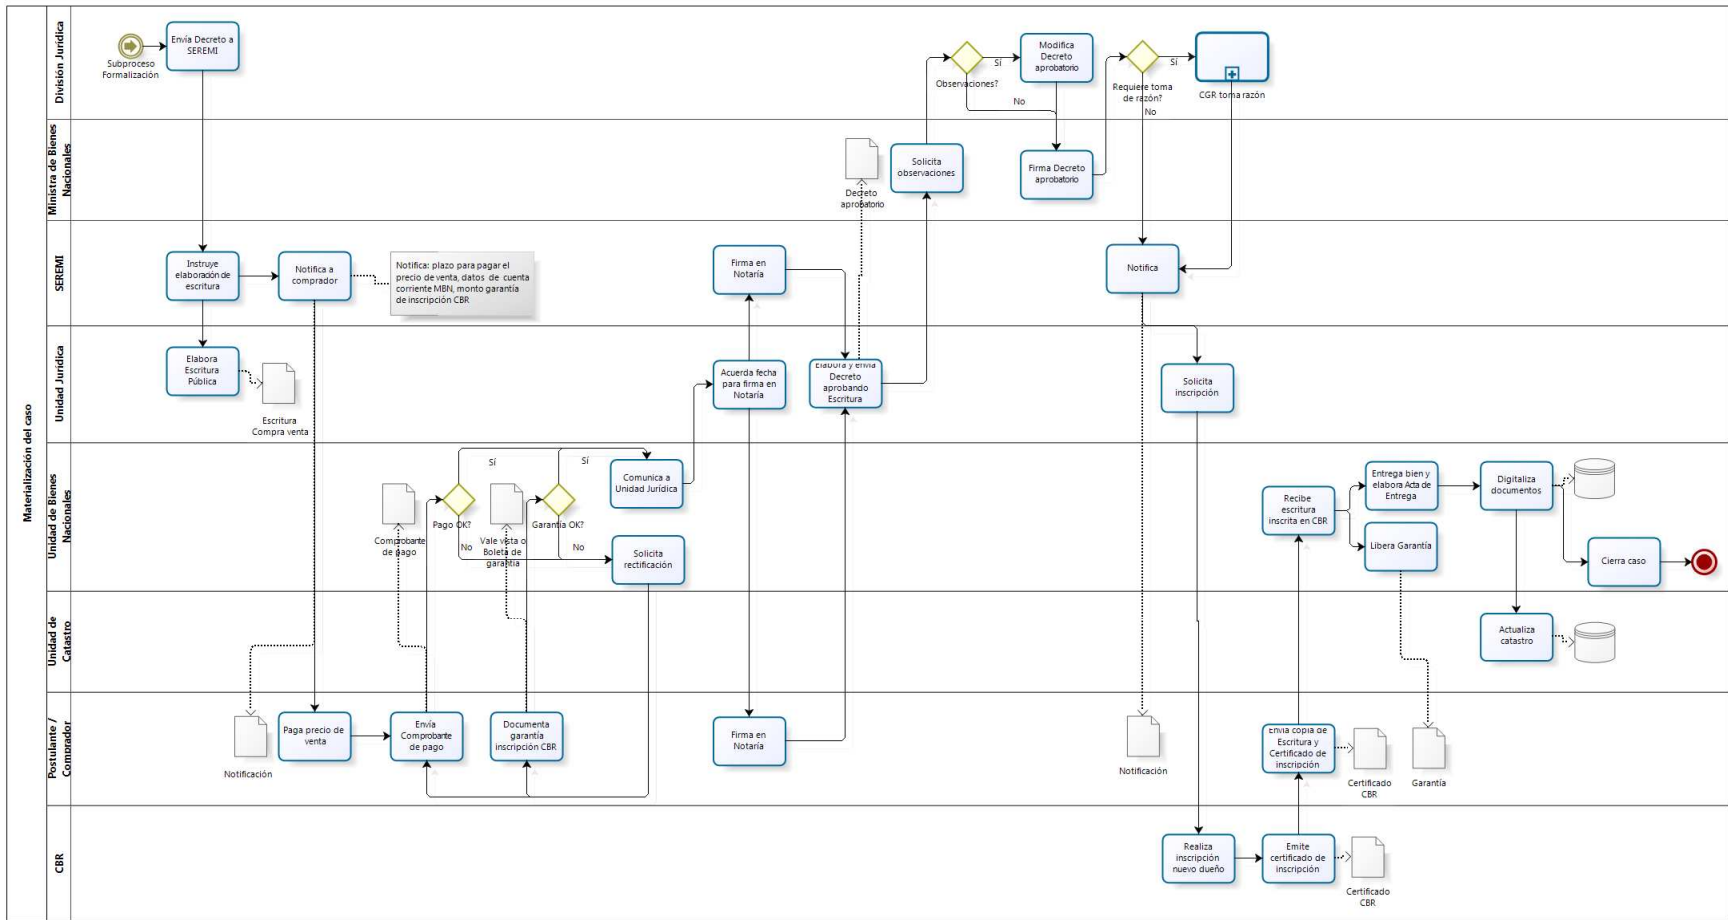 Materialización del caso
División Jurídica
Subproceso
Formalización
Envía Decreto a
SEREMI
Observaciones?
Sí
No
Modifica
Decreto
aprobatorio
Requiere toma
de razón?
Sí
No
CGR toma razón
Ministra de Bienes
Nacionales
Decreto
aprobatorio
Solicita
observaciones
Firma Decreto
aprobatorio
SEREMI
Instruye
elaboración de
escritura
Notifica a
comprador
Notifica: plazo para pagar el
precio de venta, datos de cuenta
corriente MBN, monto garantía
de inscripción CBR
Firma en
Notaría
Notifica
Unidad Jurídica
Elabora
Escritura
Pública
Escritura
Compra venta
Acuerda fecha
para firma en
Notaría
Elabora y envía
Decreto
aprobando
Escritura
Solicita
inscripción
Unidad de Bienes
Nacionales
Comprobante
de pago
Pago OK?
Sí
No
Vale vista o
Boleta de
garantía
Garantía OK?
Sí
No
Comunica a
Unidad Jurídica
Solicita
rectificación
Recibe
escritura
inscrita en CBR
Entrega bien y
elabora Acta de
Entrega
Libera Garantía
Digitaliza
documentos
Cierra caso
Unidad de
Catastro
Actualiza
catastro
Postulante /
Comprador
Notificación
Paga precio de
venta
Envía
Comprobante
de pago
Documenta
garantía
inscripción CBR
Firma en
Notaría
Notificación
Envía copia de
Escritura y
Certificado de
inscripción
Certificado
CBR
Garantía
CBR
Realiza
inscripción
nuevo dueño
Emite
certificado de
inscripción
Certificado
CBR